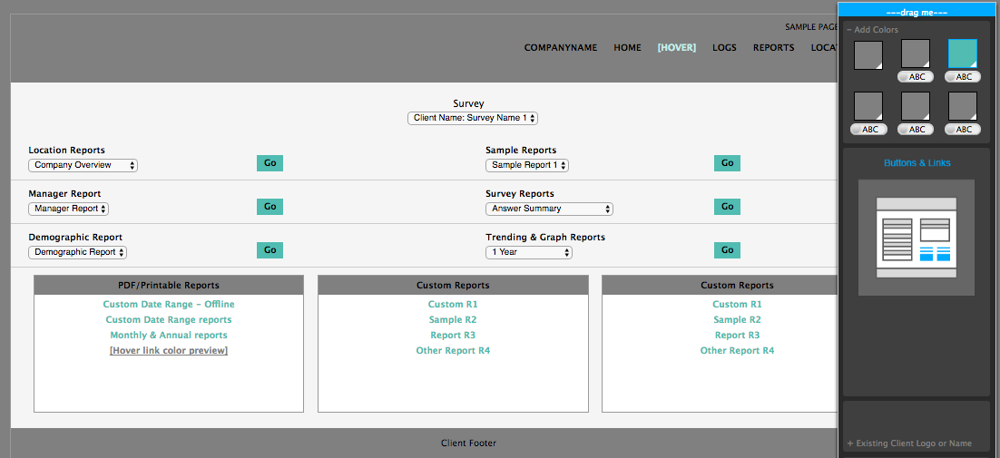 ---drag me---
SAMPLE PAGE
COMPANYNAME HOME [HOVER] LOGS REPORTS
Survey
Client Name: Survey Name 1
Location Reports
Company Overview
Go
Sample Reports
Sample Report 1
Go
Manager Report
Manager Report
Go
Survey Reports
Answer Summary
Go
Demographic Report
Demographic Report
Go
Trending & Graph Reports
1 Year
Go
PDF/Printable Reports
Custom Date Range - Offline
Custom Date Range reports
Monthly & Annual reports
[Hover link color preview]
Custom Reports
Custom R1
Sample R2
Report R3
Other Report R4
Custom Reports
Custom R1
Sample R2
Report R3
Other Report R4
Client Footer
- Add Colors
ABC
ABC
ABC
ABC
ABC
Buttons & Links
+ Existing Client Logo or Name